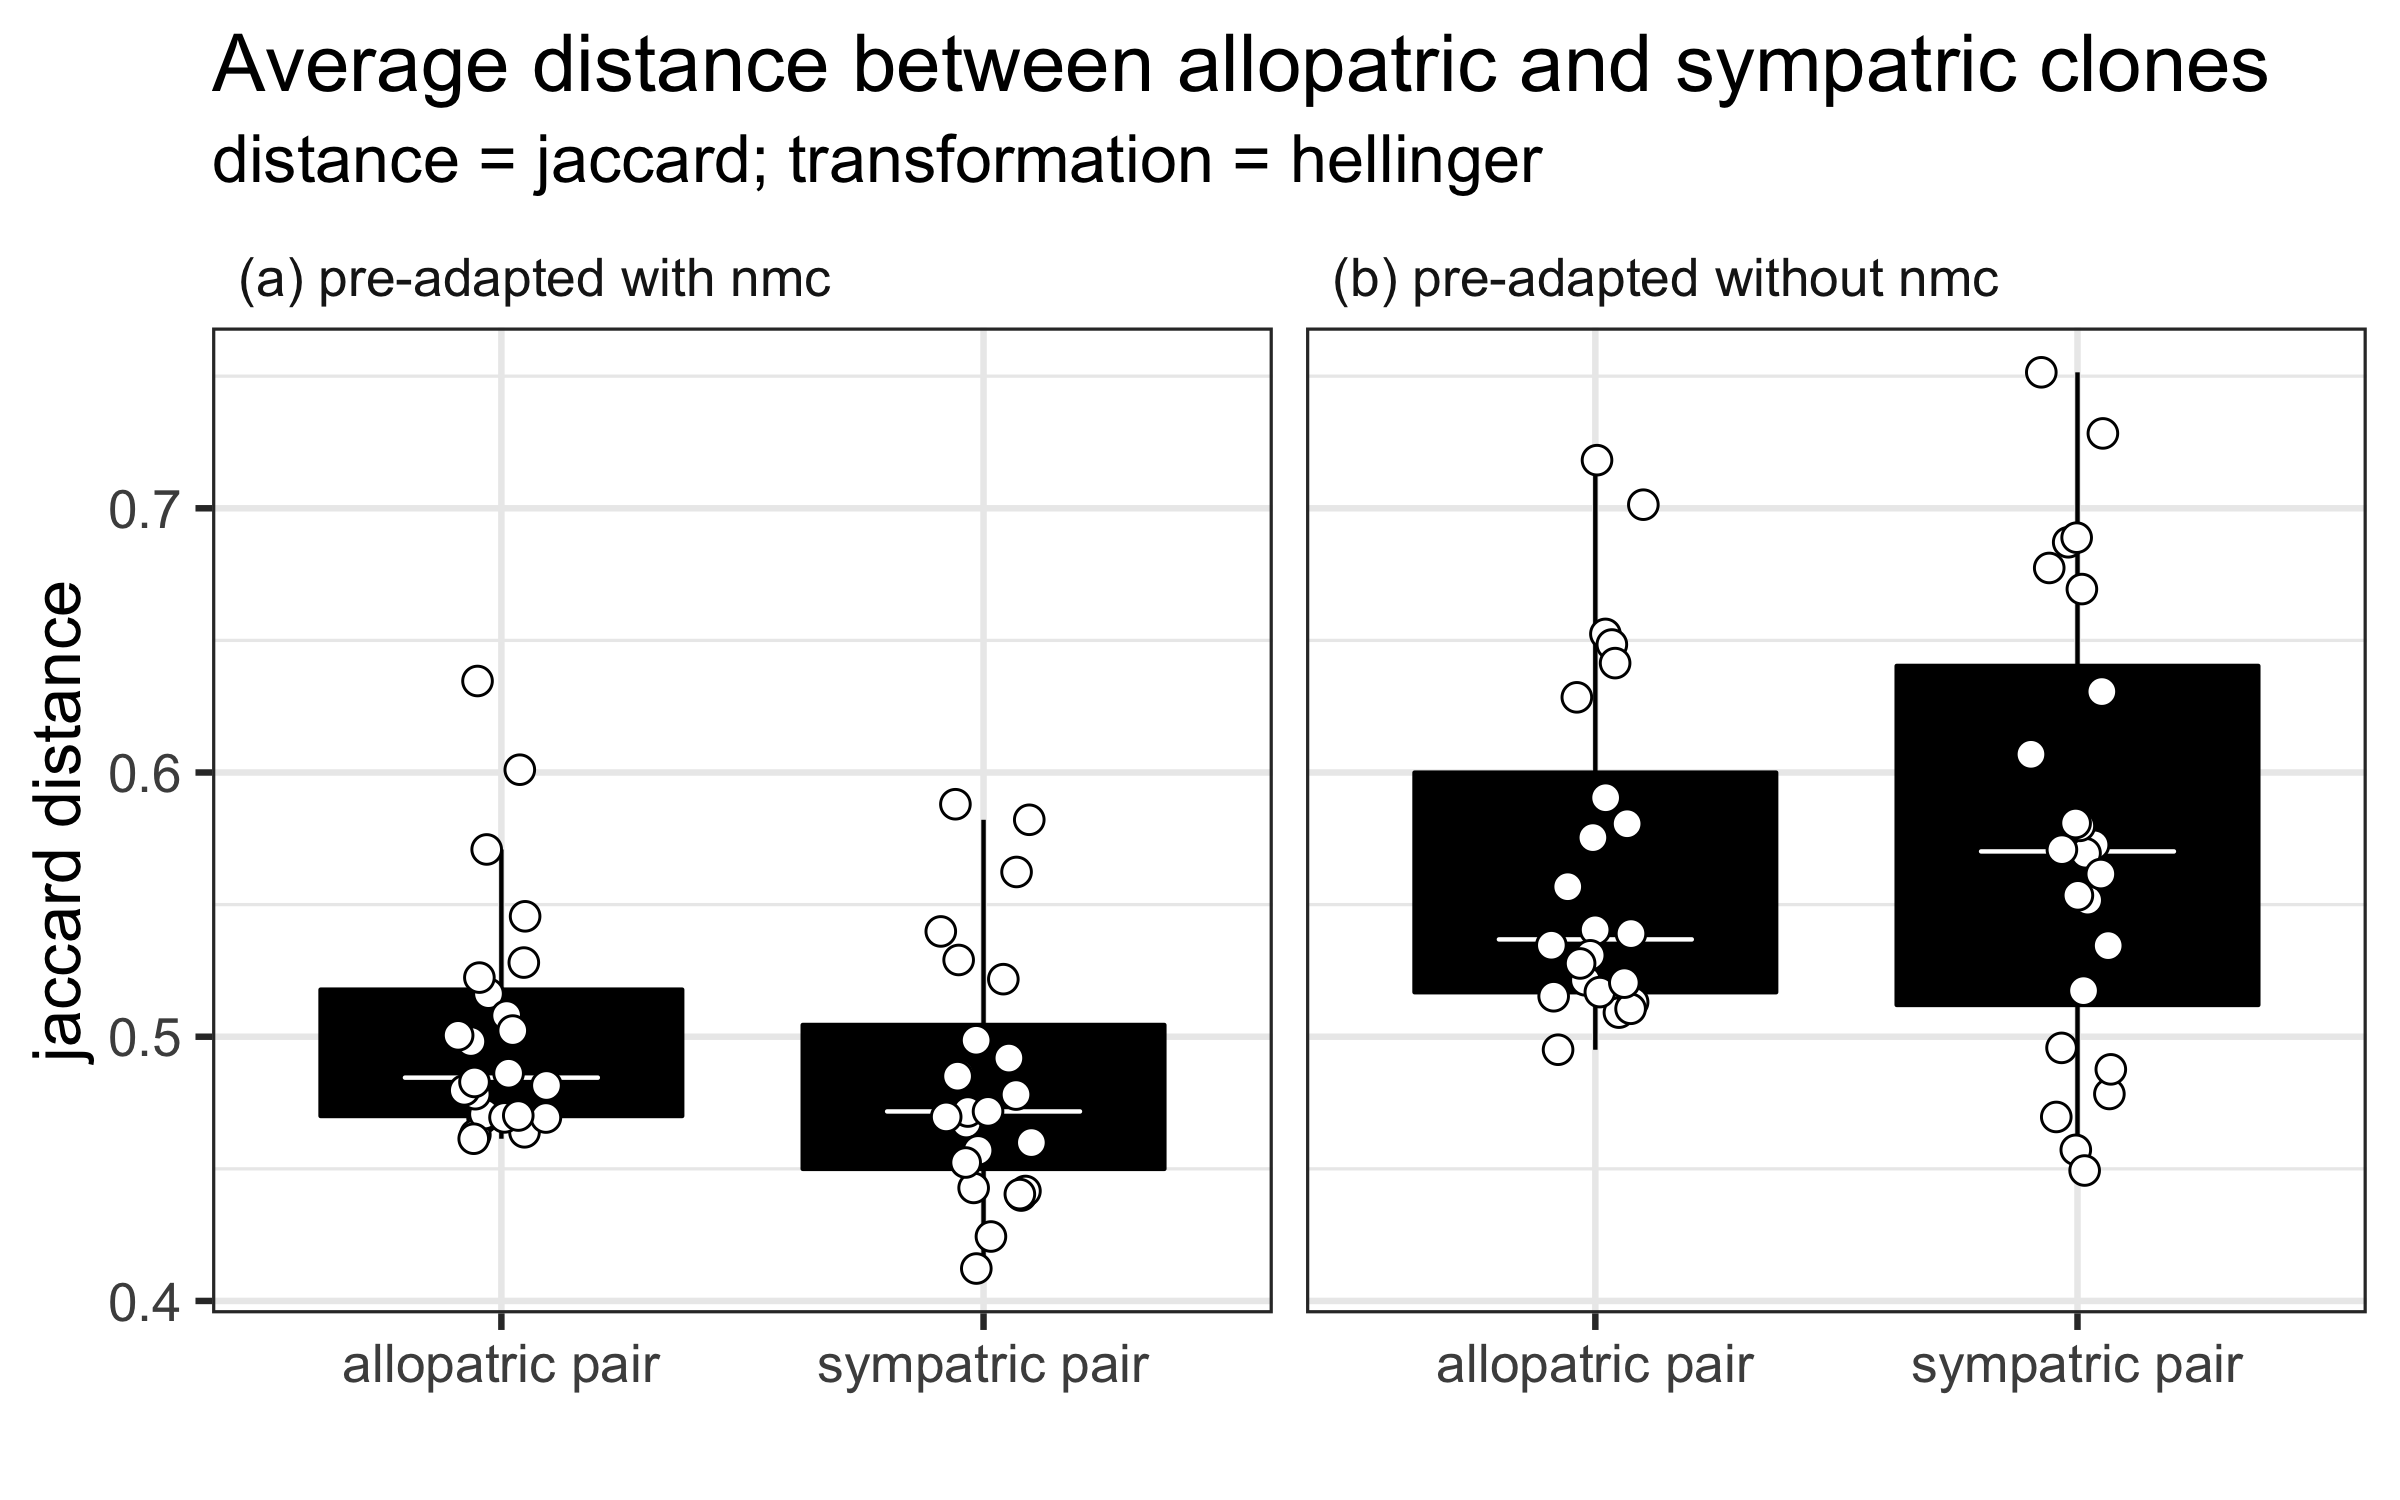 Average distance between allopatric and sympatric clones
distance = jaccard; transformation = hellinger
(a) pre-adapted with nmc
(b) pre-adapted without nmc
jaccard distance
0.7
0.6
0.5
0.4
allopatric pair
sympatric pair
allopatric pair
sympatric pair